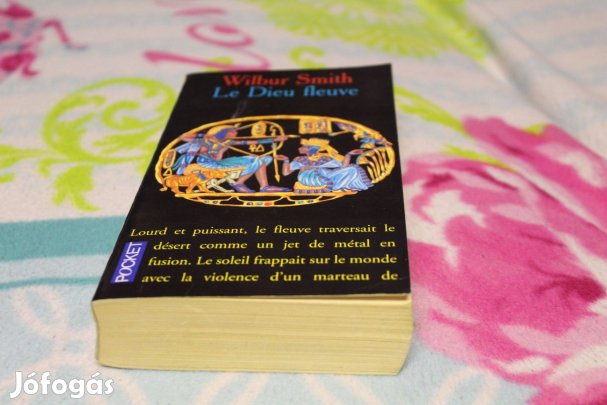 Wilbur Smith
Le Dieu fleuve
Lourd et puissant, le fleuve traversait le
désert comme un jet de métal en
fusion. Le soleil frappait sur le monde
avec la violence d'un marteau de
POCKET
Jófogás